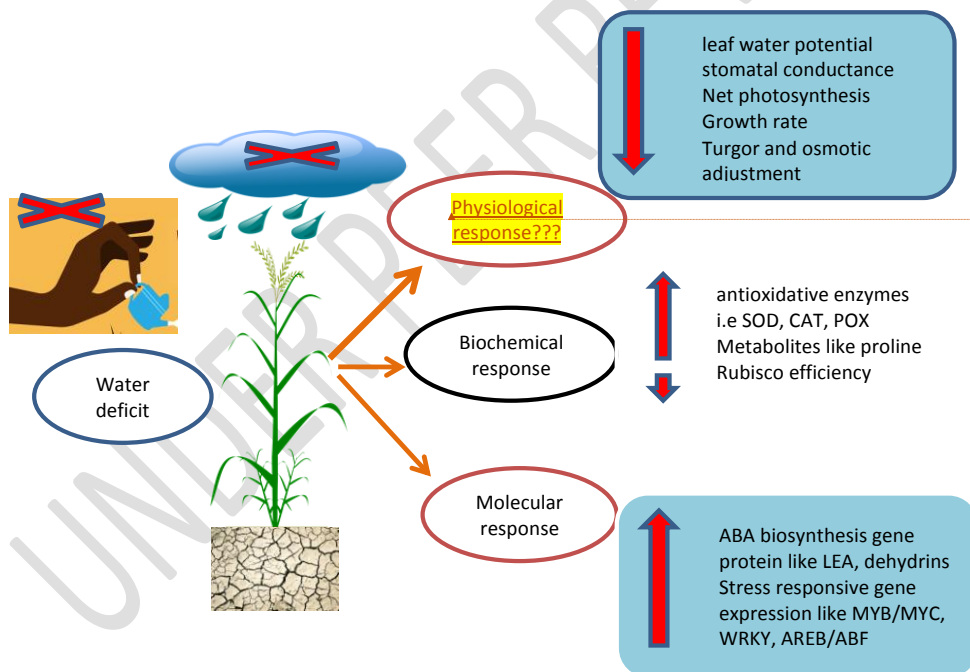 leaf water potential
stomatal conductance
Net photosynthesis
Growth rate
Turgor and osmotic
adjustment
Physiological
response???
antioxidative enzymes
i.e SOD, CAT, POX
Metabolites like proline
Rubisco efficiency
Biochemical
response
Water
deficit
Molecular
response
ABA biosynthesis gene
protein like LEA, dehydrins
Stress responsive gene
expression like MYB/MYC,
WRKY, AREB/ABF
UNDER PEER